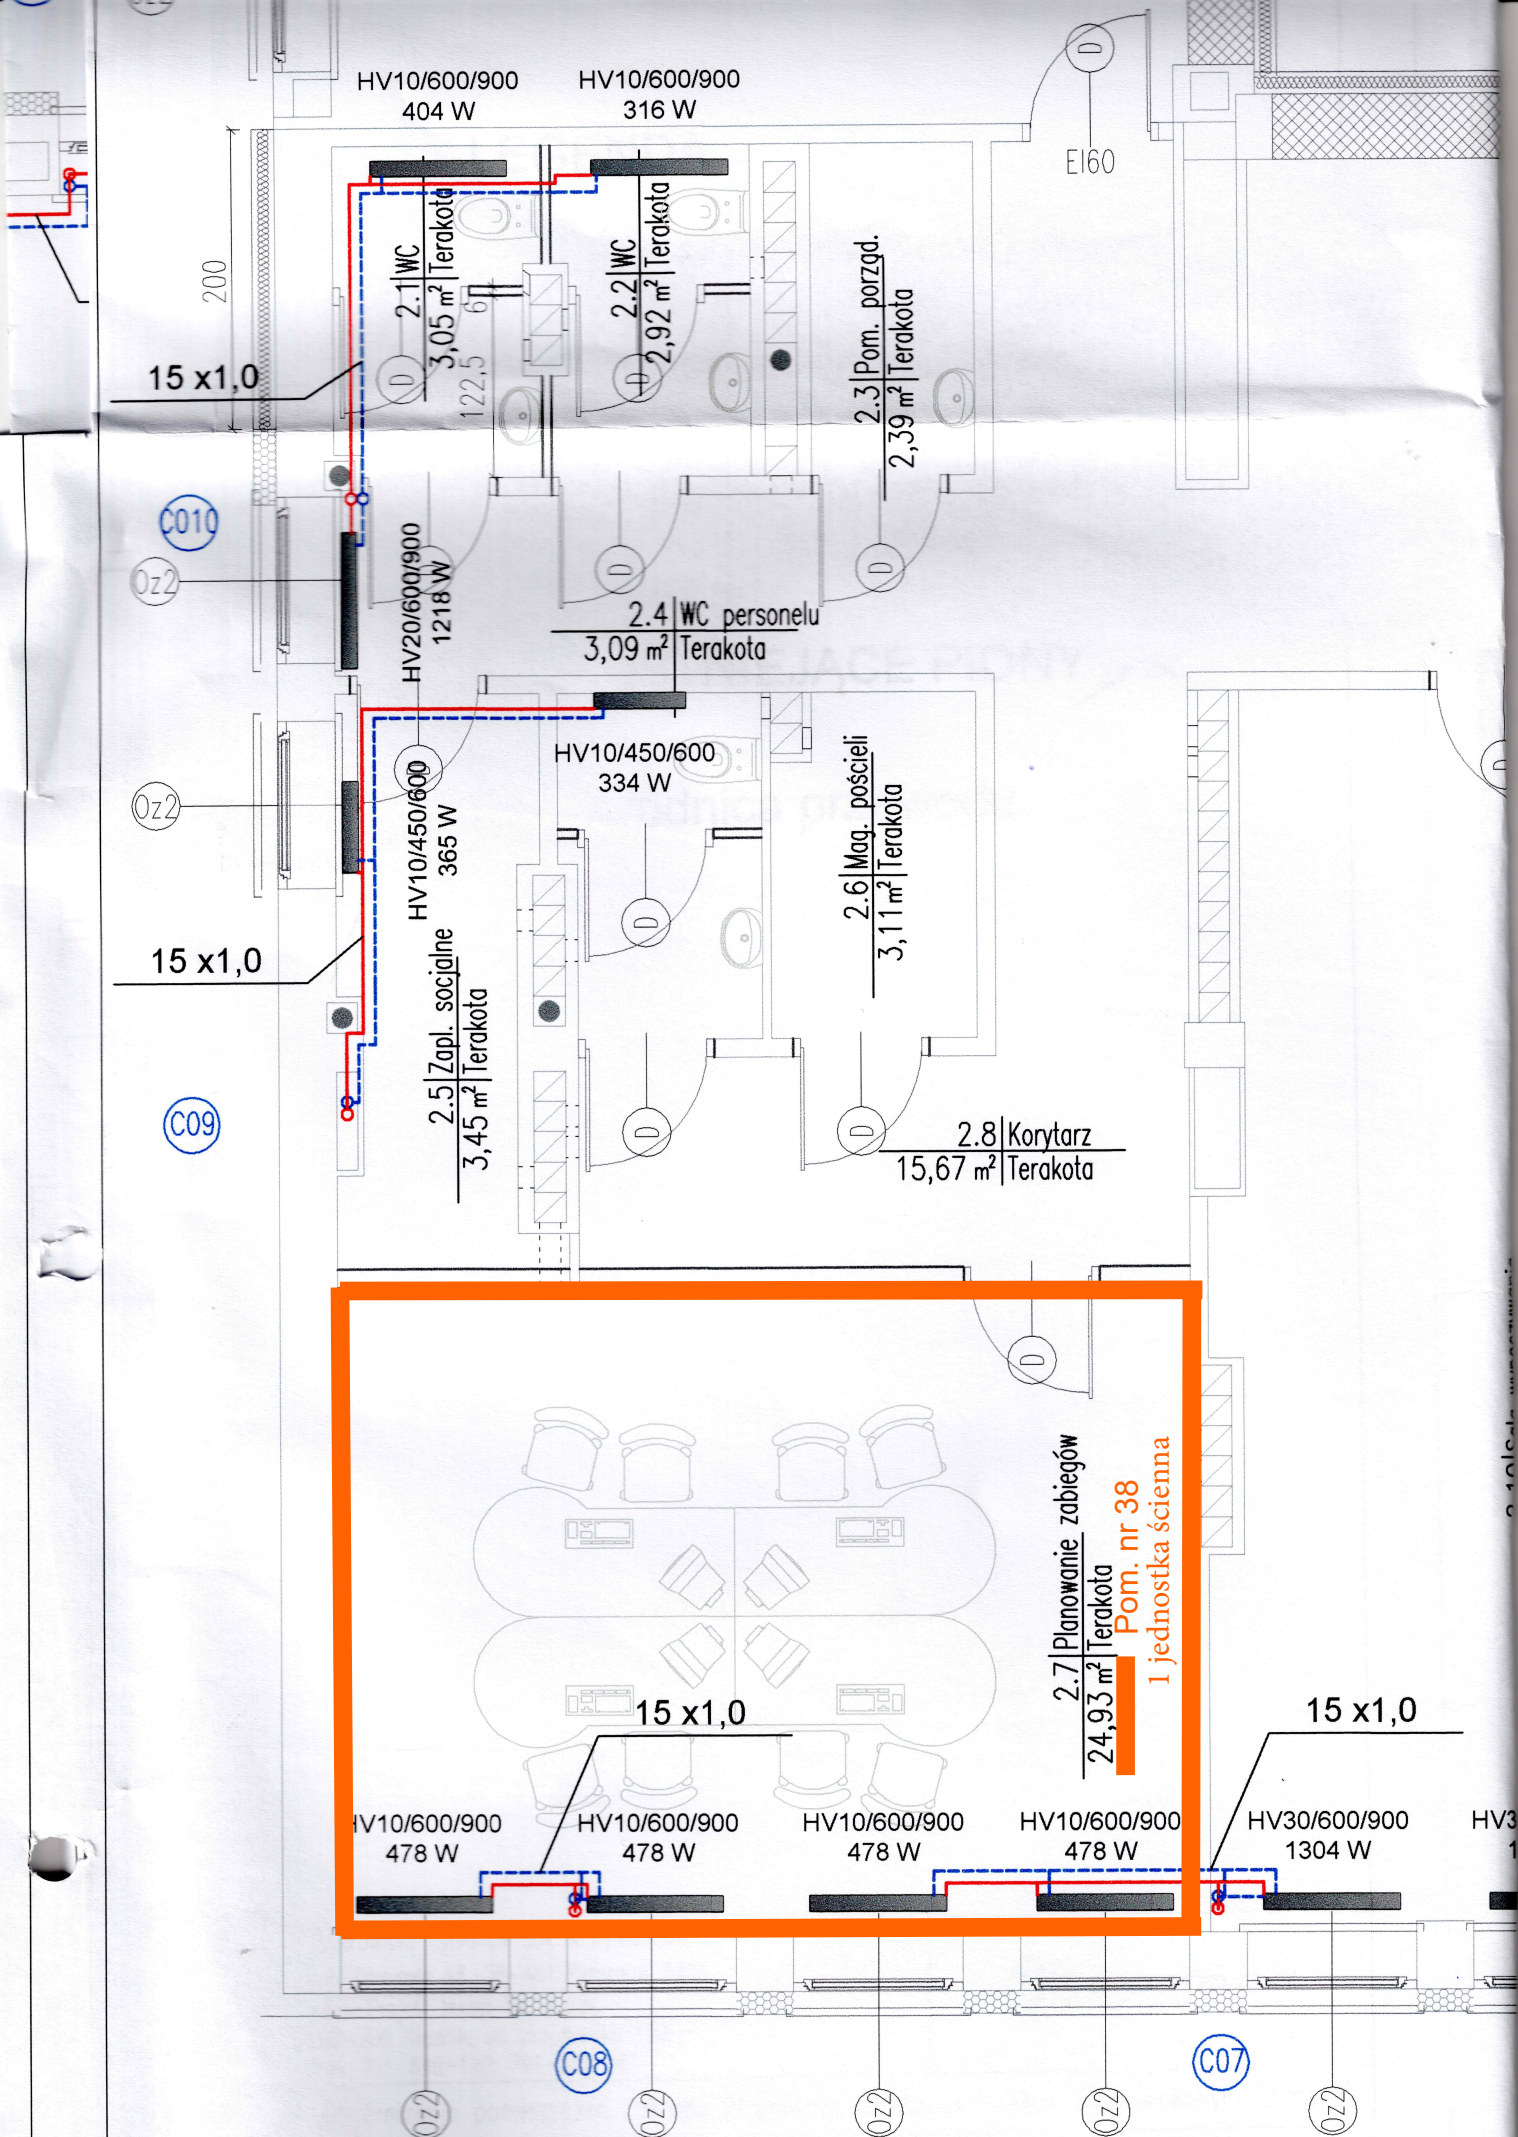 HV10/600/900
404 W
HV10/600/900
316 W
EI60
D
200
2.1 WC
3,05 m² Terakota
2.2 WC
2,92 m² Terakota
2.3 Pom. porząd.
2,39 m² Terakota
122,5
6
D
D
15 x1,0
C010
Oz2
HV20/600/900
1218 W
D
D
D
2.4 WC personelu
3,09 m² Terakota
HV10/450/600
334 W
Oz2
D
HV10/450/600
365 W
2.6 Mag. pościeli
3,11 m² Terakota
D
D
15 x1,0
2.5 Zapl. socjalne
3,45 m² Terakota
C09
D
D
2.8 Korytarz
15,67 m² Terakota
D
2.7 Planowanie zabiegów
24,93 m² Terakota
Pom. nr 38
1 jednostka ścienna
15 x1,0
15 x1,0
HV10/600/900
478 W
HV10/600/900
478 W
HV10/600/900
478 W
HV10/600/900
478 W
HV30/600/900
1304 W
HV3
1
C08
C07
Oz2
Oz2
Oz2
Oz2
Oz2